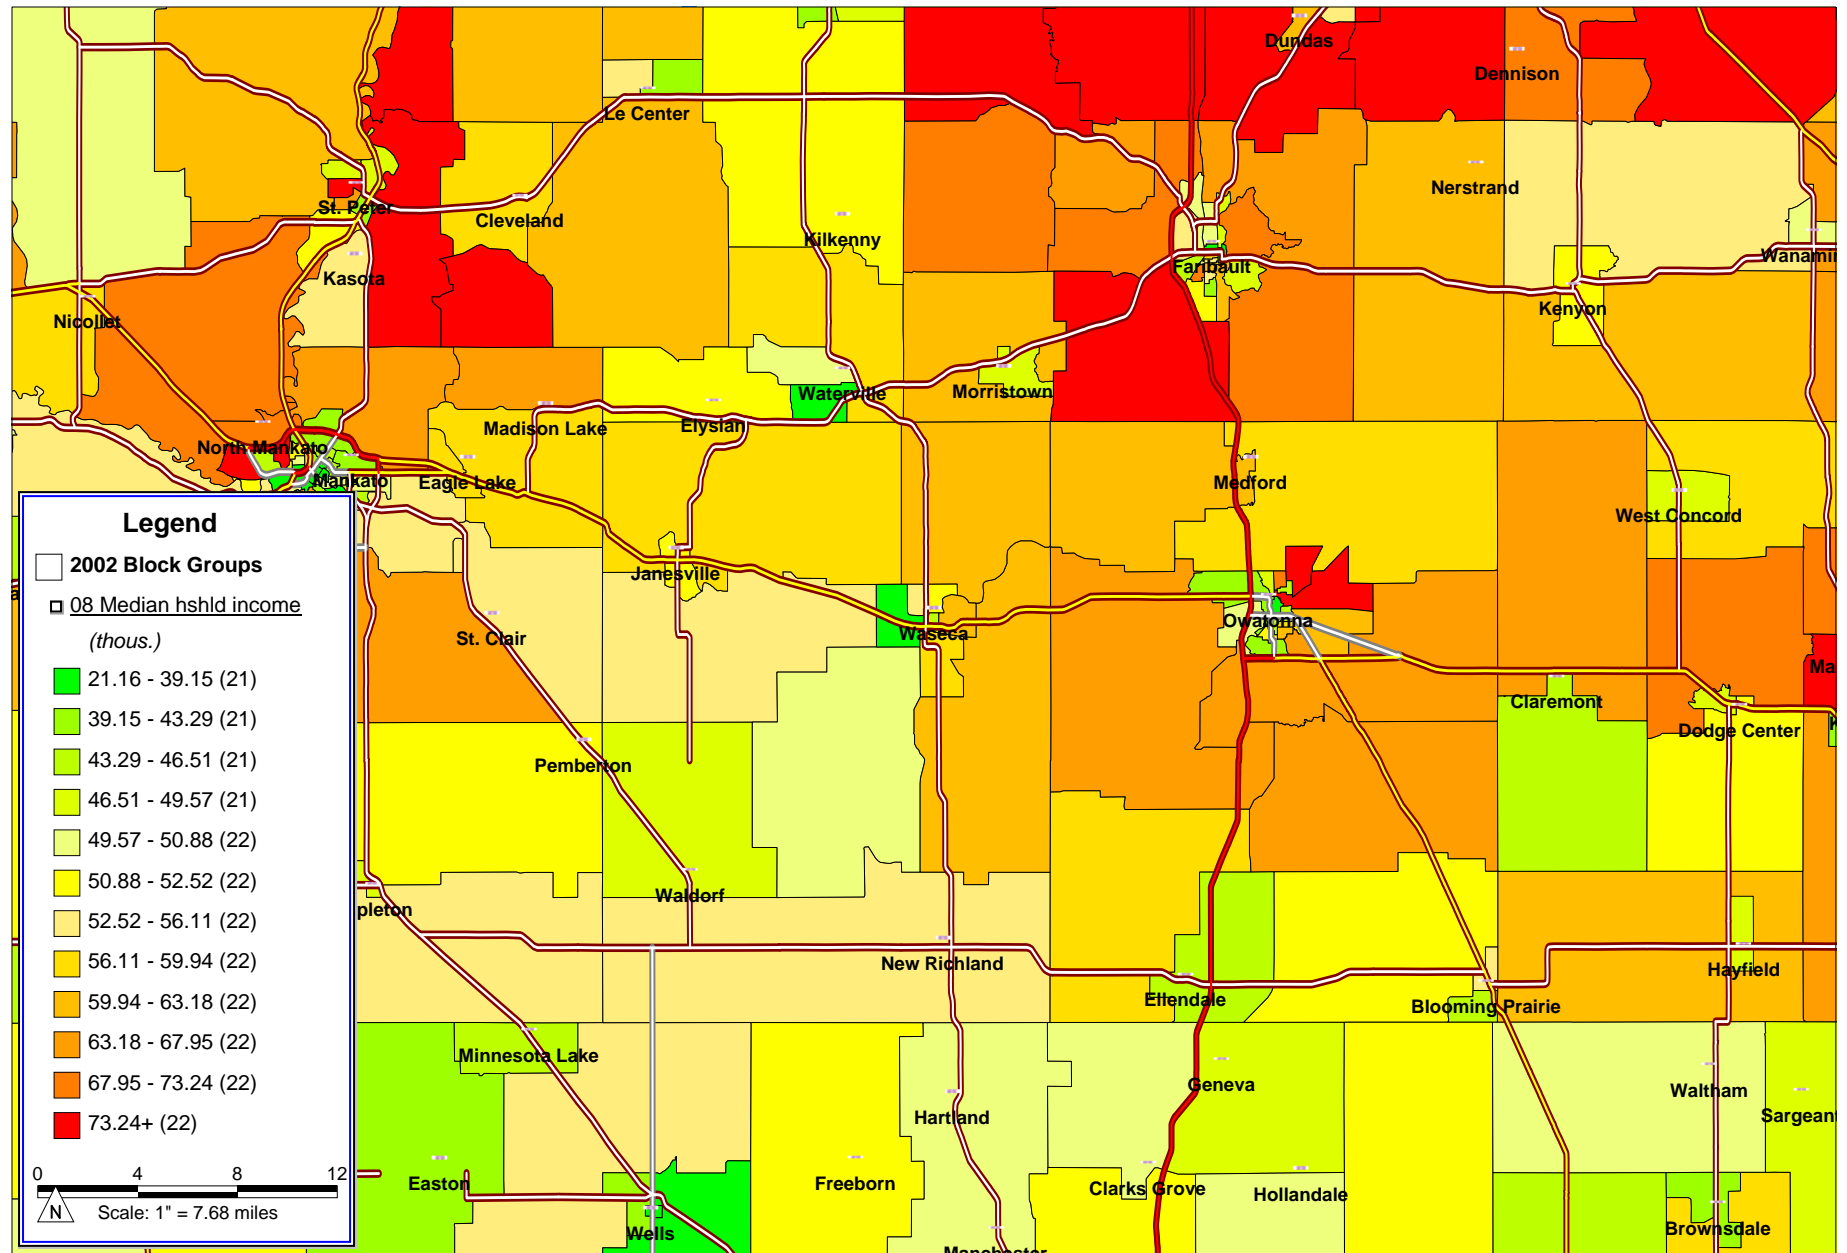 Dundas
Dennison
Le Center
Nerstrand
St. Peter
Cleveland
Kilkenny
Wanamin
Faribault
Kasota
Kenyon
Nicollet
Waterville
Morristown
Madison Lake
Elysian
North Mankato
Mankato
Eagle Lake
Medford
West Concord
Janesville
Waseca
Owatonna
St. Clair
Ma
Claremont
Dodge Center
Pemberton
Waldorf
pleton
New Richland
Hayfield
Ellendale
Blooming Prairie
Minnesota Lake
Geneva
Waltham
Hartland
Sargeant
Easton
Freeborn
Clarks Grove
Hollandale
Wells
Brownsdale
Manchester
Legend
2002 Block Groups
08 Median hshld income
(thous.)
21.16 - 39.15 (21)
39.15 - 43.29 (21)
43.29 - 46.51 (21)
46.51 - 49.57 (21)
49.57 - 50.88 (22)
50.88 - 52.52 (22)
52.52 - 56.11 (22)
56.11 - 59.94 (22)
59.94 - 63.18 (22)
63.18 - 67.95 (22)
67.95 - 73.24 (22)
73.24+ (22)
0 4 8 12
N
Scale: 1" = 7.68 miles